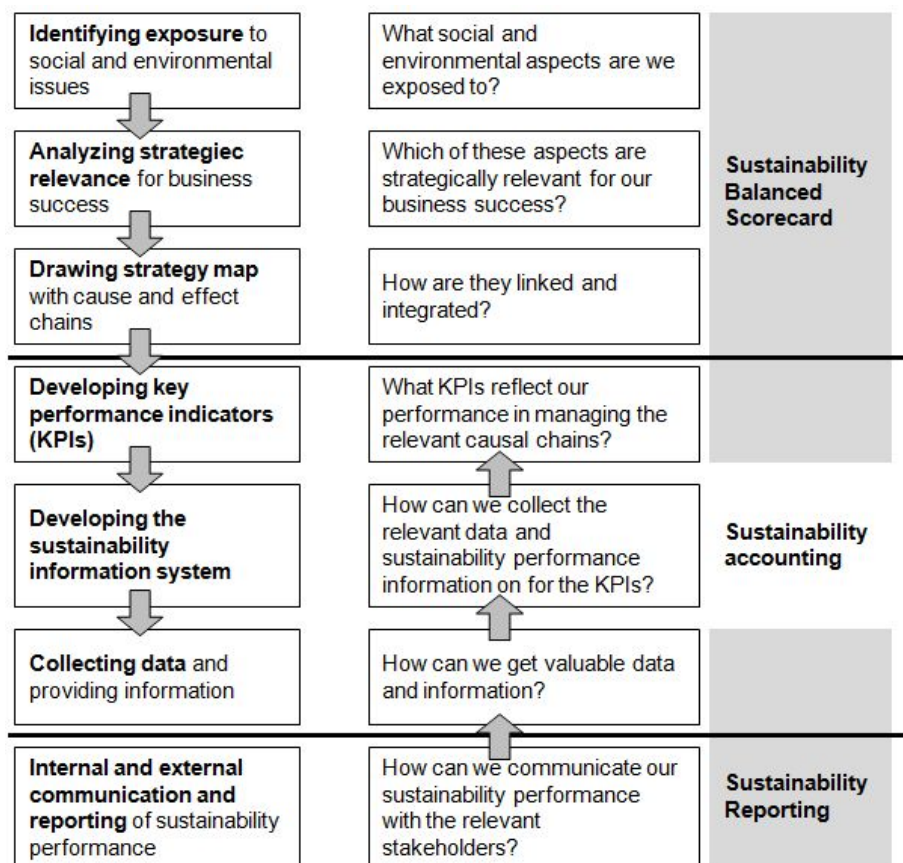 Identifying exposure to
social and environmental
issues
What social and
environmental aspects are we
exposed to?
Analyzing strategiec
relevance for business
success
Which of these aspects are
strategically relevant for our
business success?
Sustainability
Balanced
Scorecard
Drawing strategy map
with cause and effect
chains
How are they linked and
integrated?
Developing key
performance indicators
(KPIs)
What KPIs reflect our
performance in managing the
relevant causal chains?
Developing the
sustainability
information system
How can we collect the
relevant data and
sustainability performance
information on for the KPIs?
Sustainability
accounting
Collecting data and
providing information
How can we get valuable data
and information?
Internal and external
communication and
reporting of sustainability
performance
How can we communicate our
sustainability performance
with the relevant
stakeholders?
Sustainability
Reporting